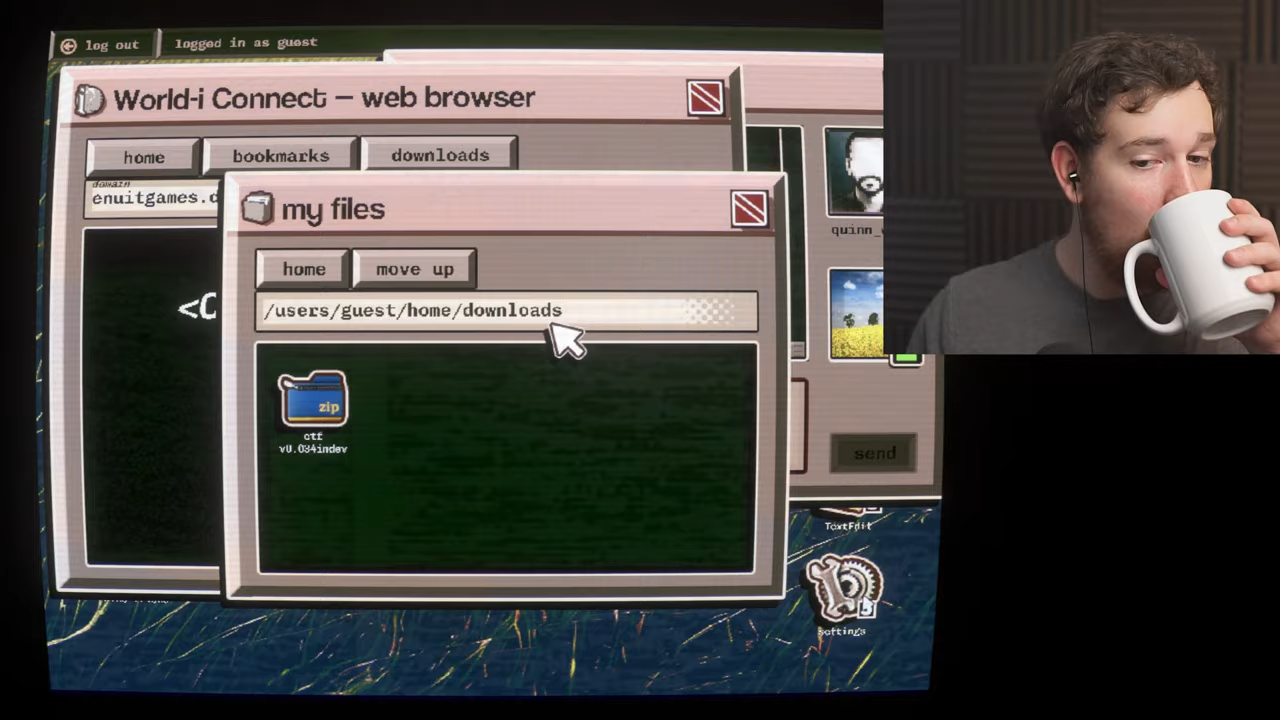 log out
logged in as guest
World-i Connect – web browser
home
bookmarks
downloads
domain
enuitgames.d
<C
my files
home
move up
/users/guest/home/downloads
zip
ctf
v0.034indev
quinn_
send
TextEdit
Settings